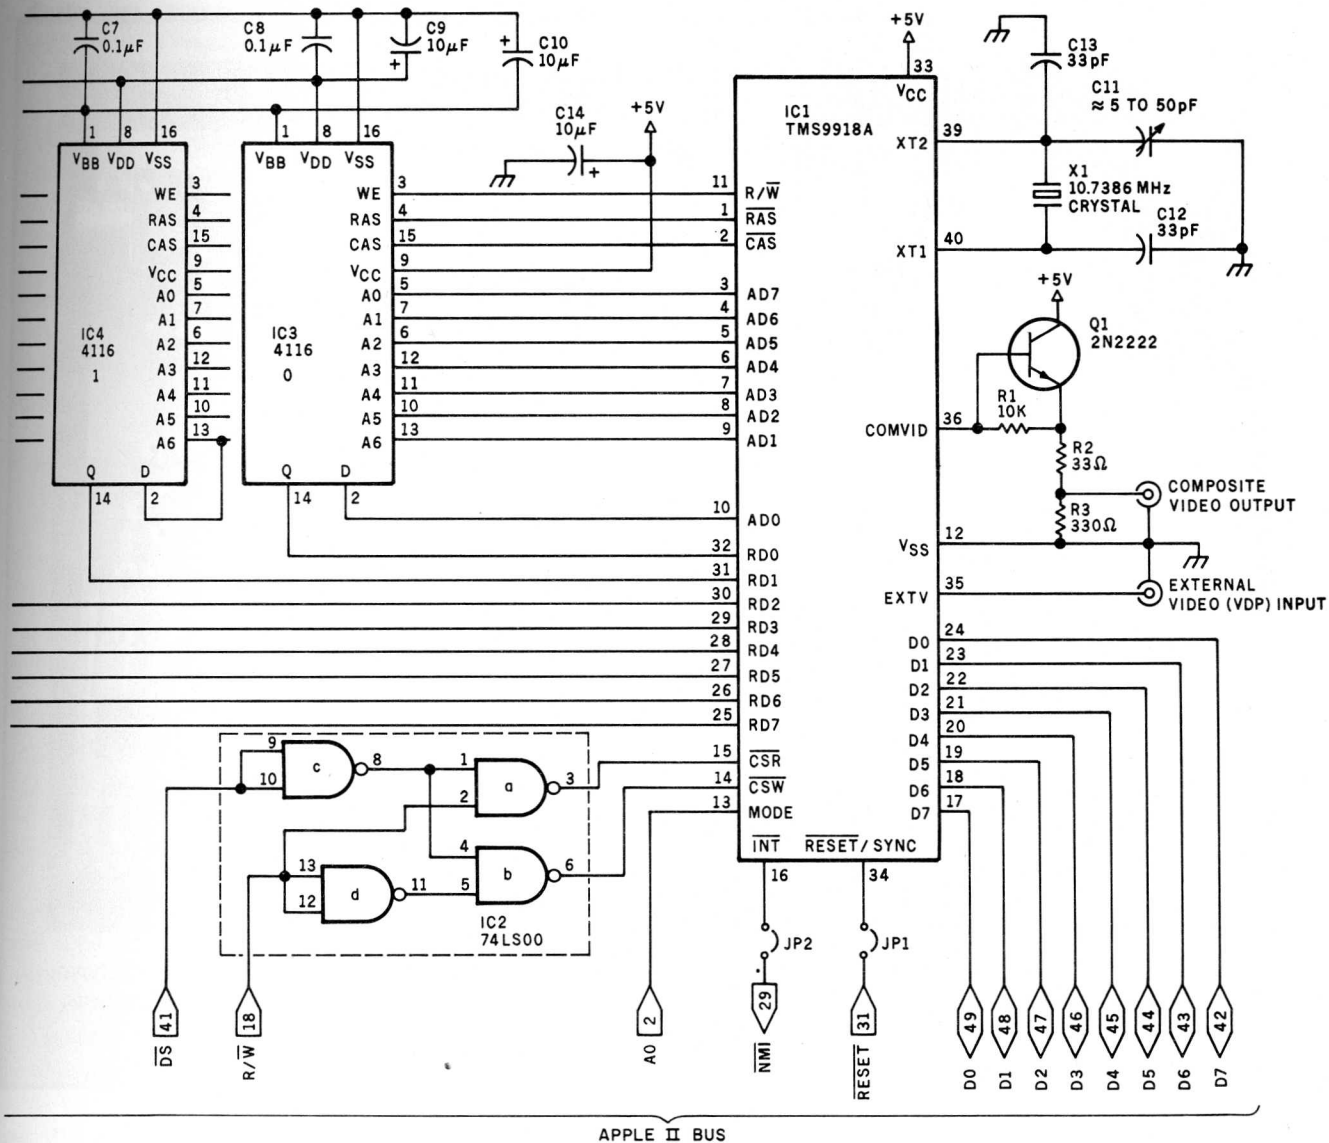 C7
0.1μF
C8
0.1μF
C9
10μF
+
+
C10
10μF
1
8
16
VBB
VDD
VSS
WE
3
RAS
4
CAS
15
VCC
9
A0
5
A1
7
A2
6
A3
12
A4
11
A5
10
A6
13
IC4
4116
1
Q
D
14
2
1
8
16
VBB
VDD
VSS
WE
3
RAS
4
CAS
15
VCC
9
A0
5
A1
7
A2
6
A3
12
A4
11
A5
10
A6
13
IC3
4116
0
Q
D
14
2
C14
10μF
+
+5V
+5V
33
VCC
IC1
TMS9918A
11
R/W̅
1
R̅A̅S̅
2
C̅A̅S̅
3
AD7
4
AD6
5
AD5
6
AD4
7
AD3
8
AD2
9
AD1
10
AD0
32
RD0
31
RD1
30
RD2
29
RD3
28
RD4
27
RD5
26
RD6
25
RD7
15
C̅S̅R̅
14
C̅S̅W̅
13
MODE
I̅N̅T̅
R̅E̅S̅E̅T̅/SYNC
16
34
JP2
JP1
XT2
39
XT1
40
COMVID
36
VSS
12
EXTV
35
D0
24
D1
23
D2
22
D3
21
D4
20
D5
19
D6
18
D7
17
C13
33pF
C11
≈ 5 TO 50pF
X1
10.7386 MHz
CRYSTAL
C12
33pF
+5V
Q1
2N2222
R1
10K
R2
33Ω
R3
330Ω
COMPOSITE
VIDEO OUTPUT
EXTERNAL
VIDEO (VDP) INPUT
9
10
c
8
1
2
a
3
13
12
d
11
4
5
b
6
IC2
74LS00
41
D̅S̅
18
R/W̅
2
A0
29
N̅M̅I̅
31
R̅E̅S̅E̅T̅
49
D0
48
D1
47
D2
46
D3
45
D4
44
D5
43
D6
42
D7
APPLE II BUS